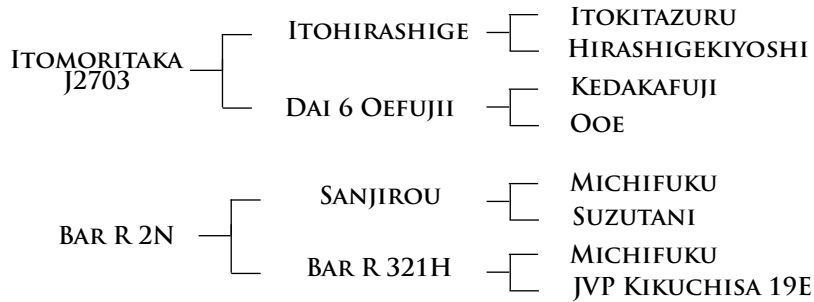 Itomoritaka
J2703
Itohirashige
Dai 6 Oefujii
Itokitazuru
Hirashigekiyoshi
Kedakafuji
Ooe
Bar R 2N
Sanjirou
Bar R 321H
Michifuku
Suzutani
Michifuku
JVP Kikuchisa 19E